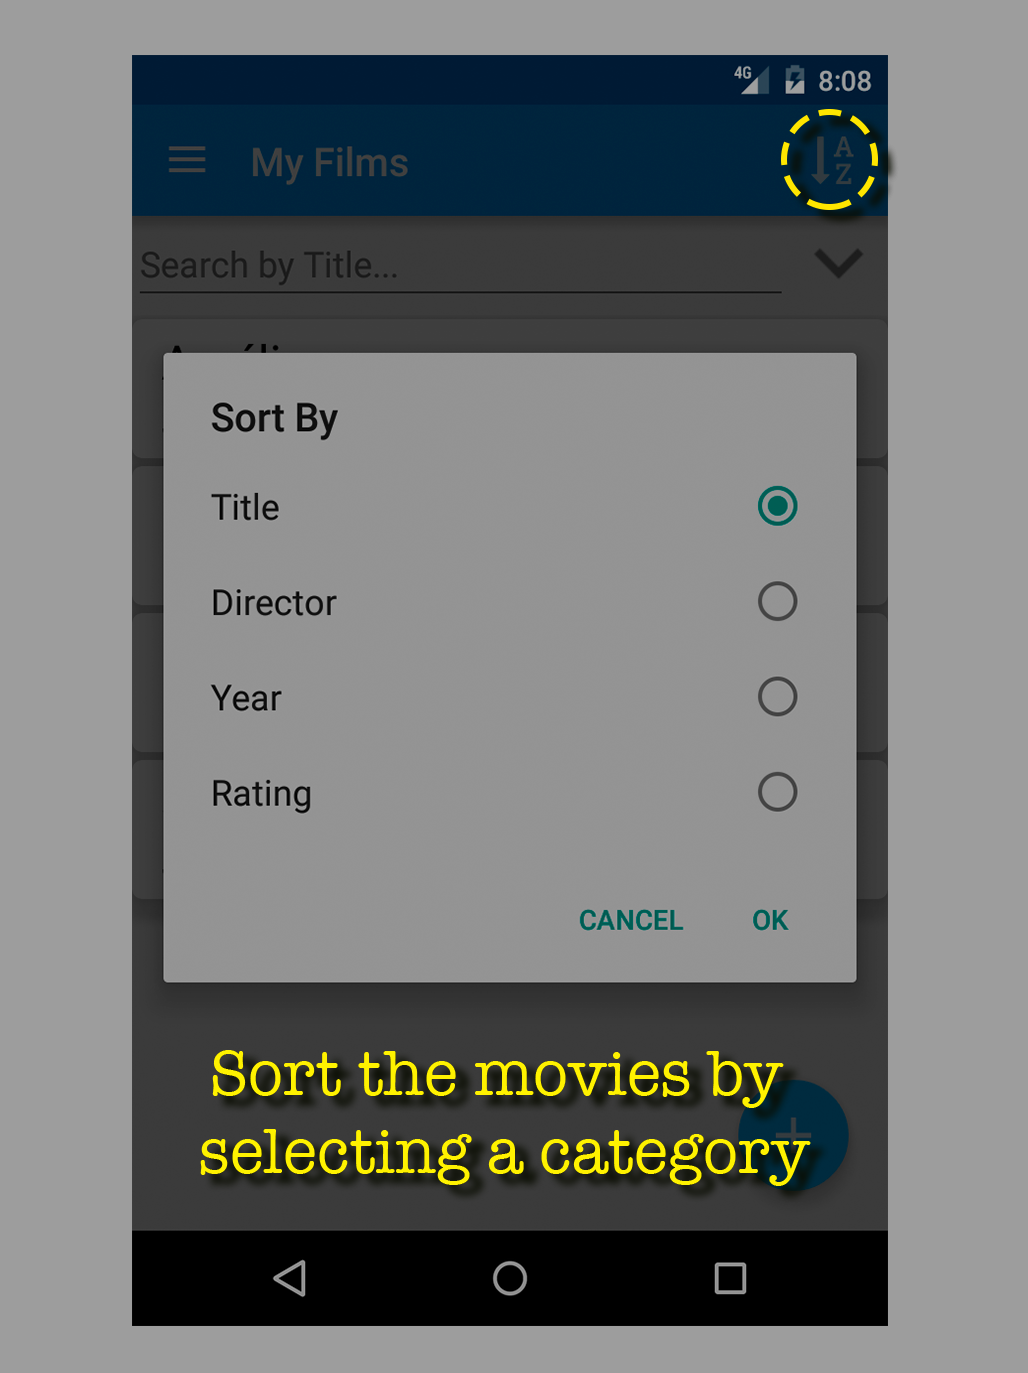 4G 8:08
My Films
A
Z
Search by Title...
Sort By
Title
Director
Year
Rating
CANCEL OK
Sort the movies by
selecting a category